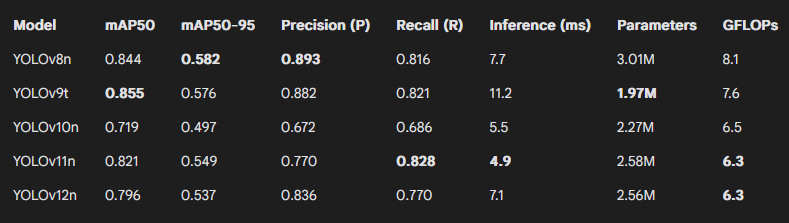 Model mAP50 mAP50-95 Precision (P) Recall (R) Inference (ms) Parameters GFLOPs
YOLOv8n 0.844 0.582 0.893 0.816 7.7 3.01M 8.1
YOLOv9t 0.855 0.576 0.882 0.821 11.2 1.97M 7.6
YOLOv10n 0.719 0.497 0.672 0.686 5.5 2.27M 6.5
YOLOv11n 0.821 0.549 0.770 0.828 4.9 2.58M 6.3
YOLOv12n 0.796 0.537 0.836 0.770 7.1 2.56M 6.3